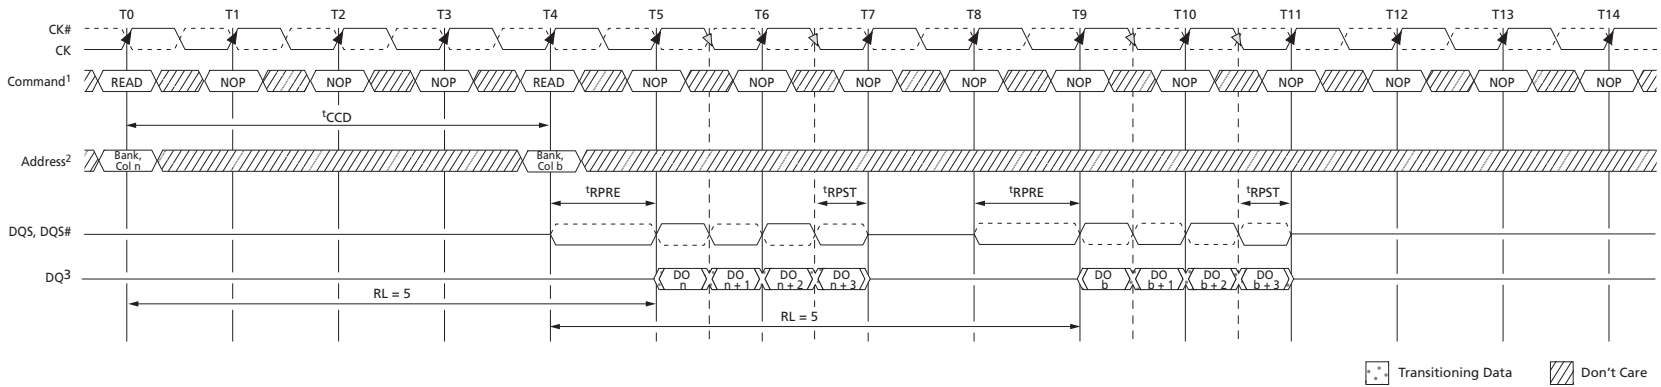 T0 T1 T2 T3 T4 T5 T6 T7 T8 T9 T10 T11 T12 T13 T14
CK#
CK
Command1 READ NOP NOP NOP READ NOP NOP NOP NOP NOP NOP NOP NOP NOP NOP
tCCD
Address2 Bank, Col n Bank, Col b
tRPRE tRPST tRPRE tRPST
DQS, DQS#
DQ3 DO n DO n + 1 DO n + 2 DO n + 3 DO b DO b + 1 DO b + 2 DO b + 3
RL = 5
RL = 5
Transitioning Data Don't Care